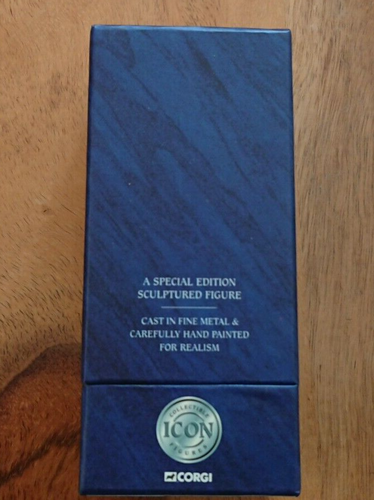 A SPECIAL EDITION
SCULPTURED FIGURE
CAST IN FINE METAL &
CAREFULLY HAND PAINTED
FOR REALISM
COLLECTIBLE
ICON
FIGURES
CORGI